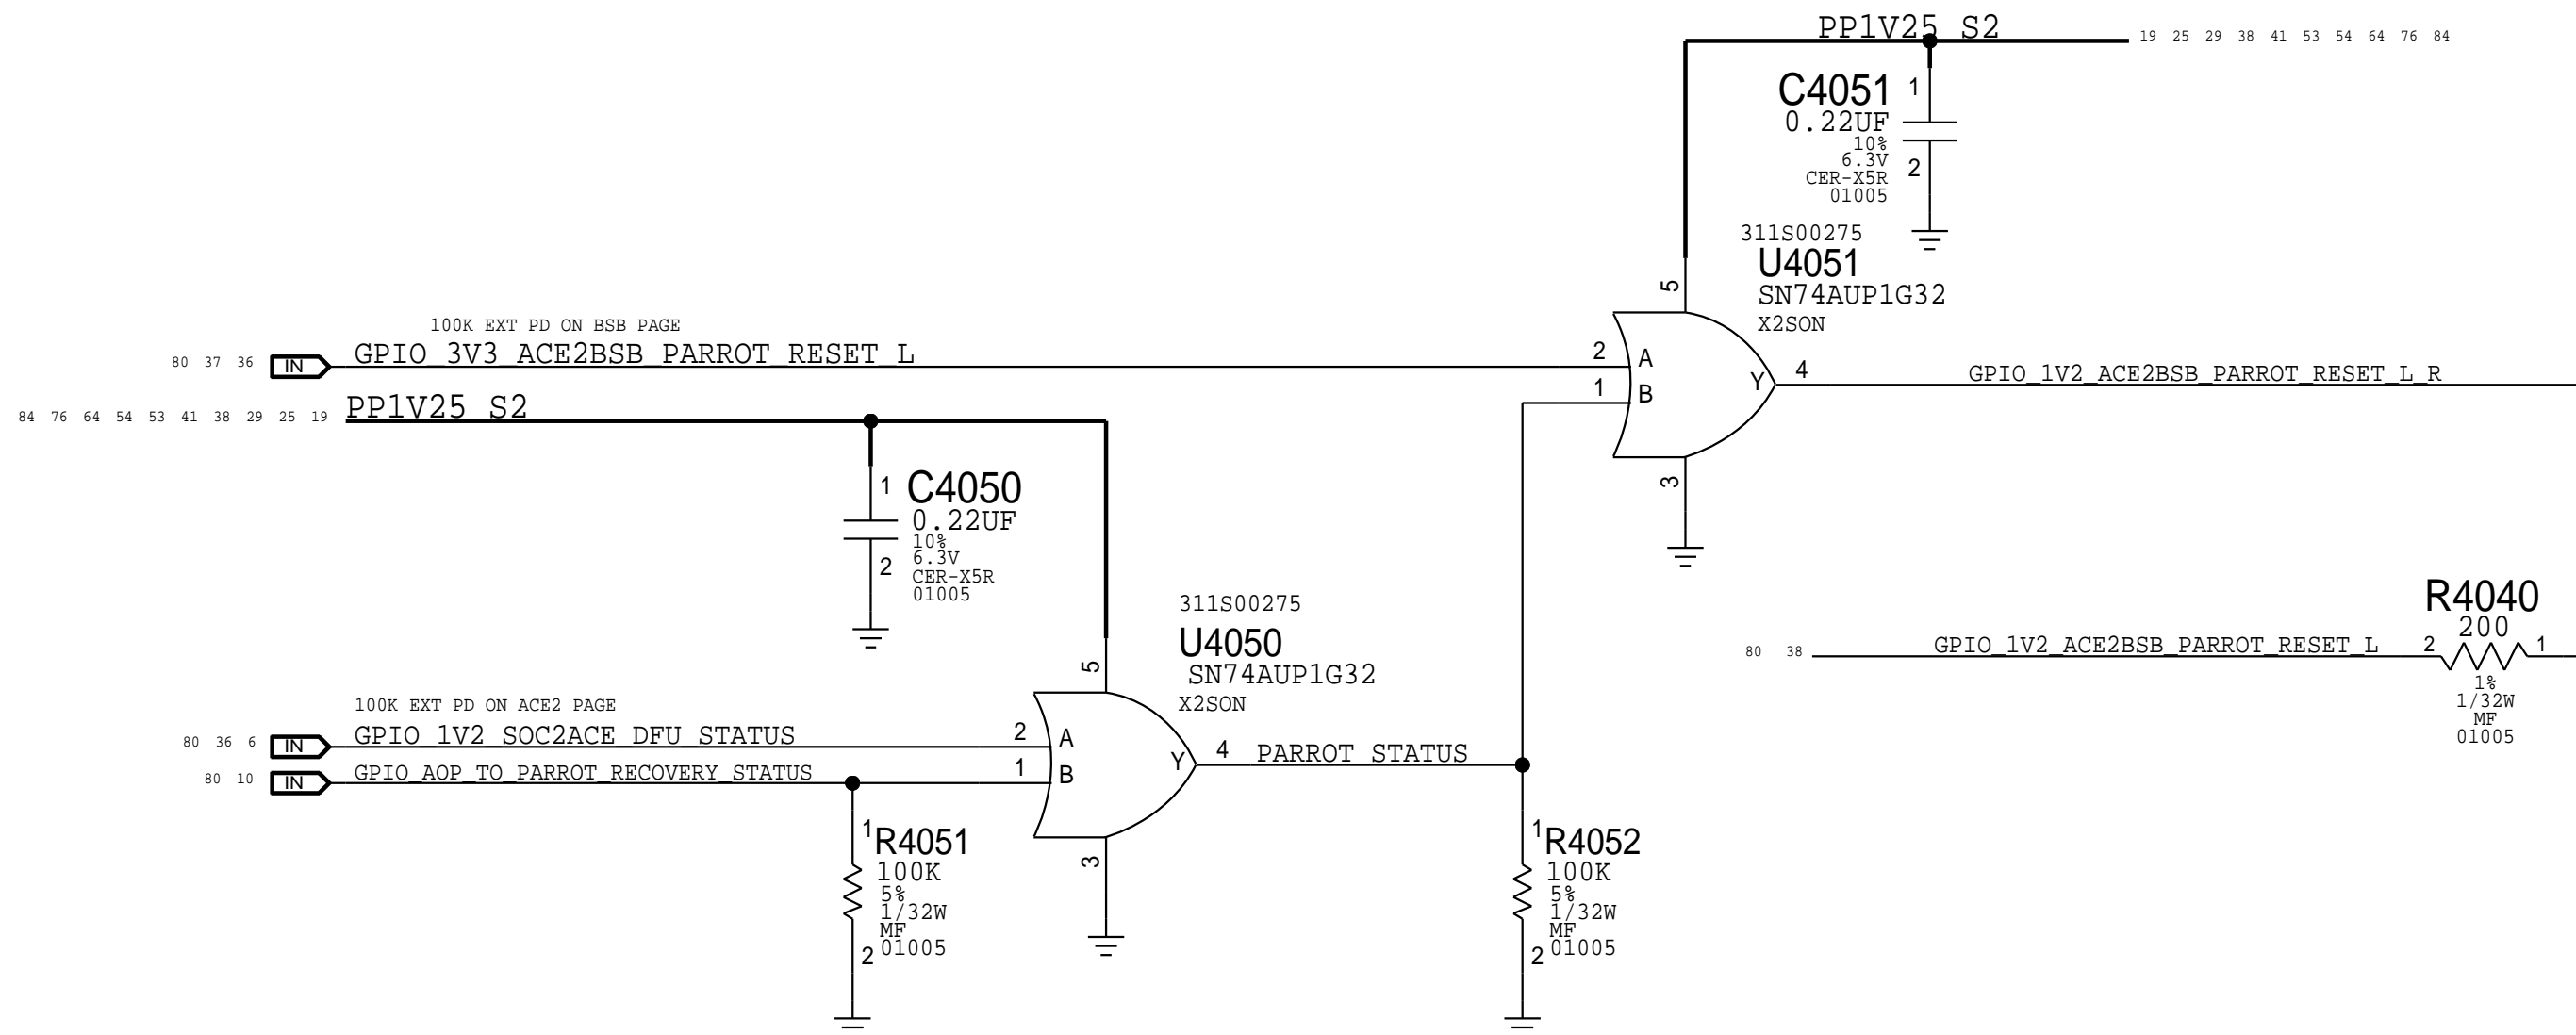 PP1V25_S2
19 25 29 38 41 53 54 64 76 84
C4051
1
0.22UF
10%
6.3V
2
CER-X5R
01005
311S00275
U4051
SN74AUP1G32
X2SON
5
100K EXT PD ON BSB PAGE
80 37 36
IN
GPIO_3V3_ACE2BSB_PARROT_RESET_L
2
A
1
B
Y
4
GPIO_1V2_ACE2BSB_PARROT_RESET_L_R
3
84 76 64 54 53 41 38 29 25 19
PP1V25_S2
1
C4050
0.22UF
10%
6.3V
2
CER-X5R
01005
311S00275
U4050
SN74AUP1G32
X2SON
5
R4040
200
80 38
GPIO_1V2_ACE2BSB_PARROT_RESET_L
2
1
1%
1/32W
MF
01005
100K EXT PD ON ACE2 PAGE
80 36 6
IN
GPIO_1V2_SOC2ACE_DFU_STATUS
2
A
80 10
IN
GPIO_AOP_TO_PARROT_RECOVERY_STATUS
1
B
Y
4
PARROT_STATUS
3
1
R4051
100K
5%
1/32W
MF
01005
2
1
R4052
100K
5%
1/32W
MF
01005
2